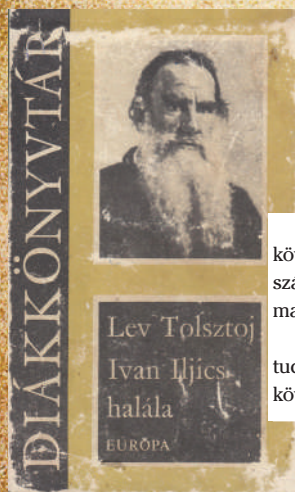 DIÁKKÖNYVTÁR
Lev Tolsztoj
Ivan Iljics
halála
EURÓPA